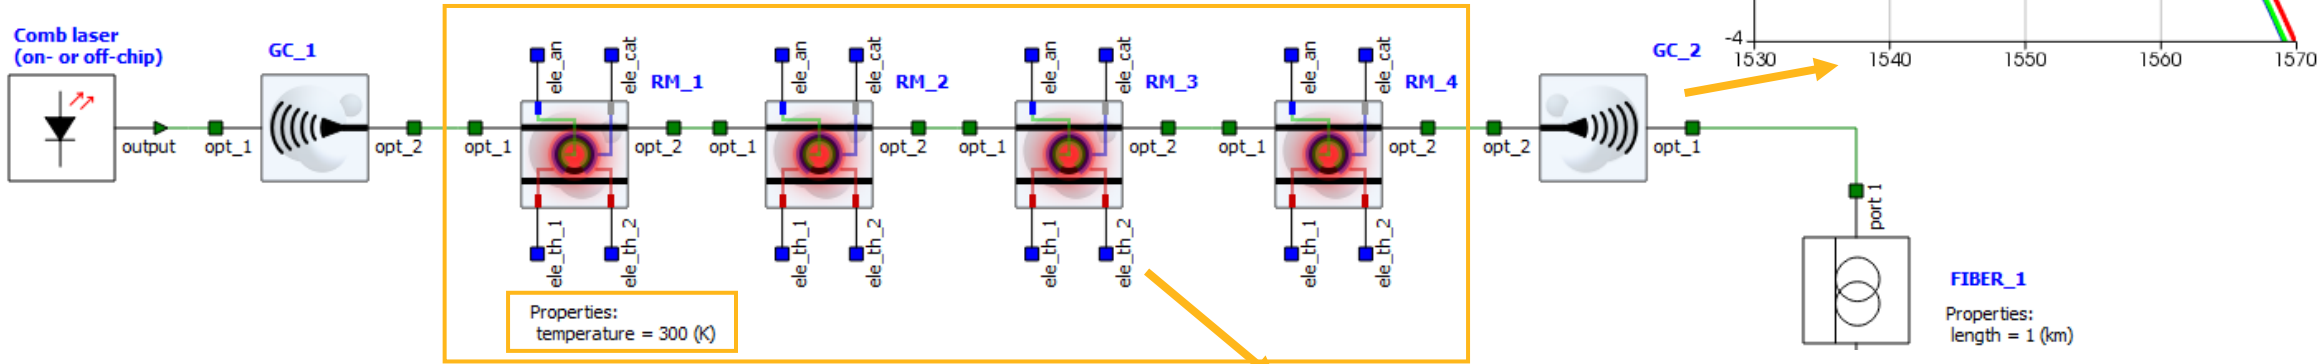 Comb laser
(on- or off-chip)
GC_1
output
opt_1
opt_2
opt_1
ele_an
ele_cat
RM_1
ele_th_1
ele_th_2
opt_2
opt_1
ele_an
ele_cat
RM_2
ele_th_1
ele_th_2
opt_2
opt_1
ele_an
ele_cat
RM_3
ele_th_1
ele_th_2
opt_2
opt_1
ele_an
ele_cat
RM_4
ele_th_1
ele_th_2
opt_2
opt_2
GC_2
opt_1
-4
1530
1540
1550
1560
1570
port 1
FIBER_1
Properties:
length = 1 (km)
Properties:
temperature = 300 (K)